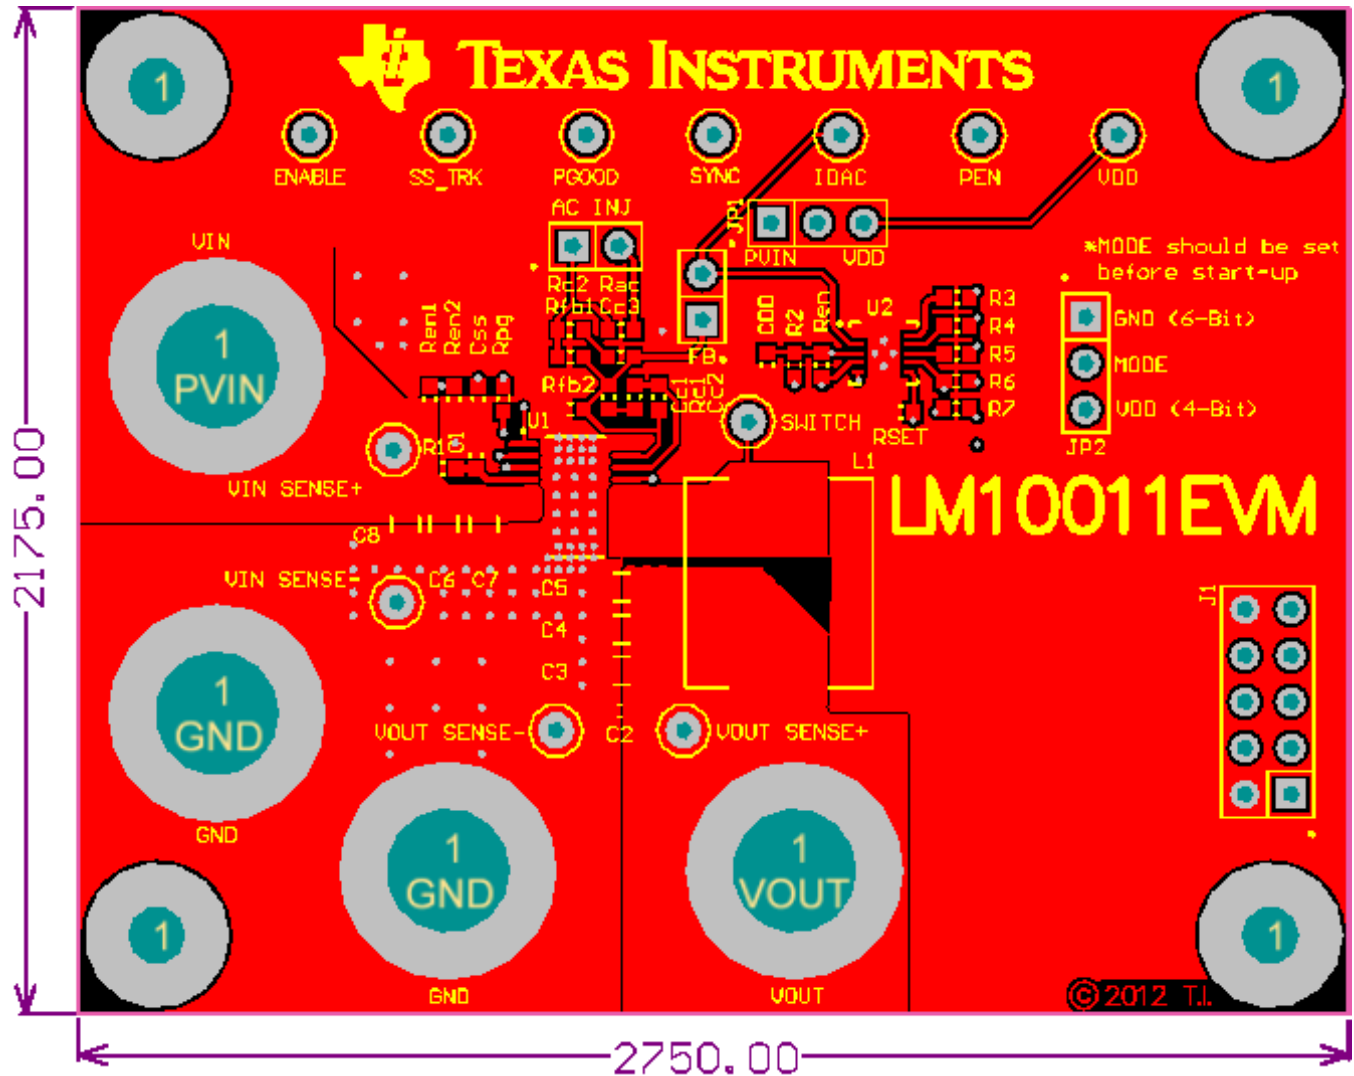 TEXAS INSTRUMENTS
1
1
ENABLE
SS_TRK
PGOOD
SYNC
IDAC
PEN
VDD
AC INJ
JP1
PVIN
VDD
VIN
*MODE should be set
before start-up
Rc2 Rac
Rfb1 Cc3
Ren1
Ren2
Css
Rpg
CDD
R2
Ren
U2
R3
R4
R5
R6
R7
GND (6-Bit)
MODE
VDD (4-Bit)
JP2
1
PVIN
FB
Rfb2
Cc1
Rc1
Cc2
U1
SWITCH
RSET
R1
L1
VIN SENSE+
LM10011EVM
2175.00
C8
VIN SENSE-
C6 C7
C5
C4
C3
C2
J1
1
GND
GND
VOUT SENSE-
VOUT SENSE+
1
GND
GND
1
VOUT
VOUT
1
1
© 2012 T.I.
2750.00